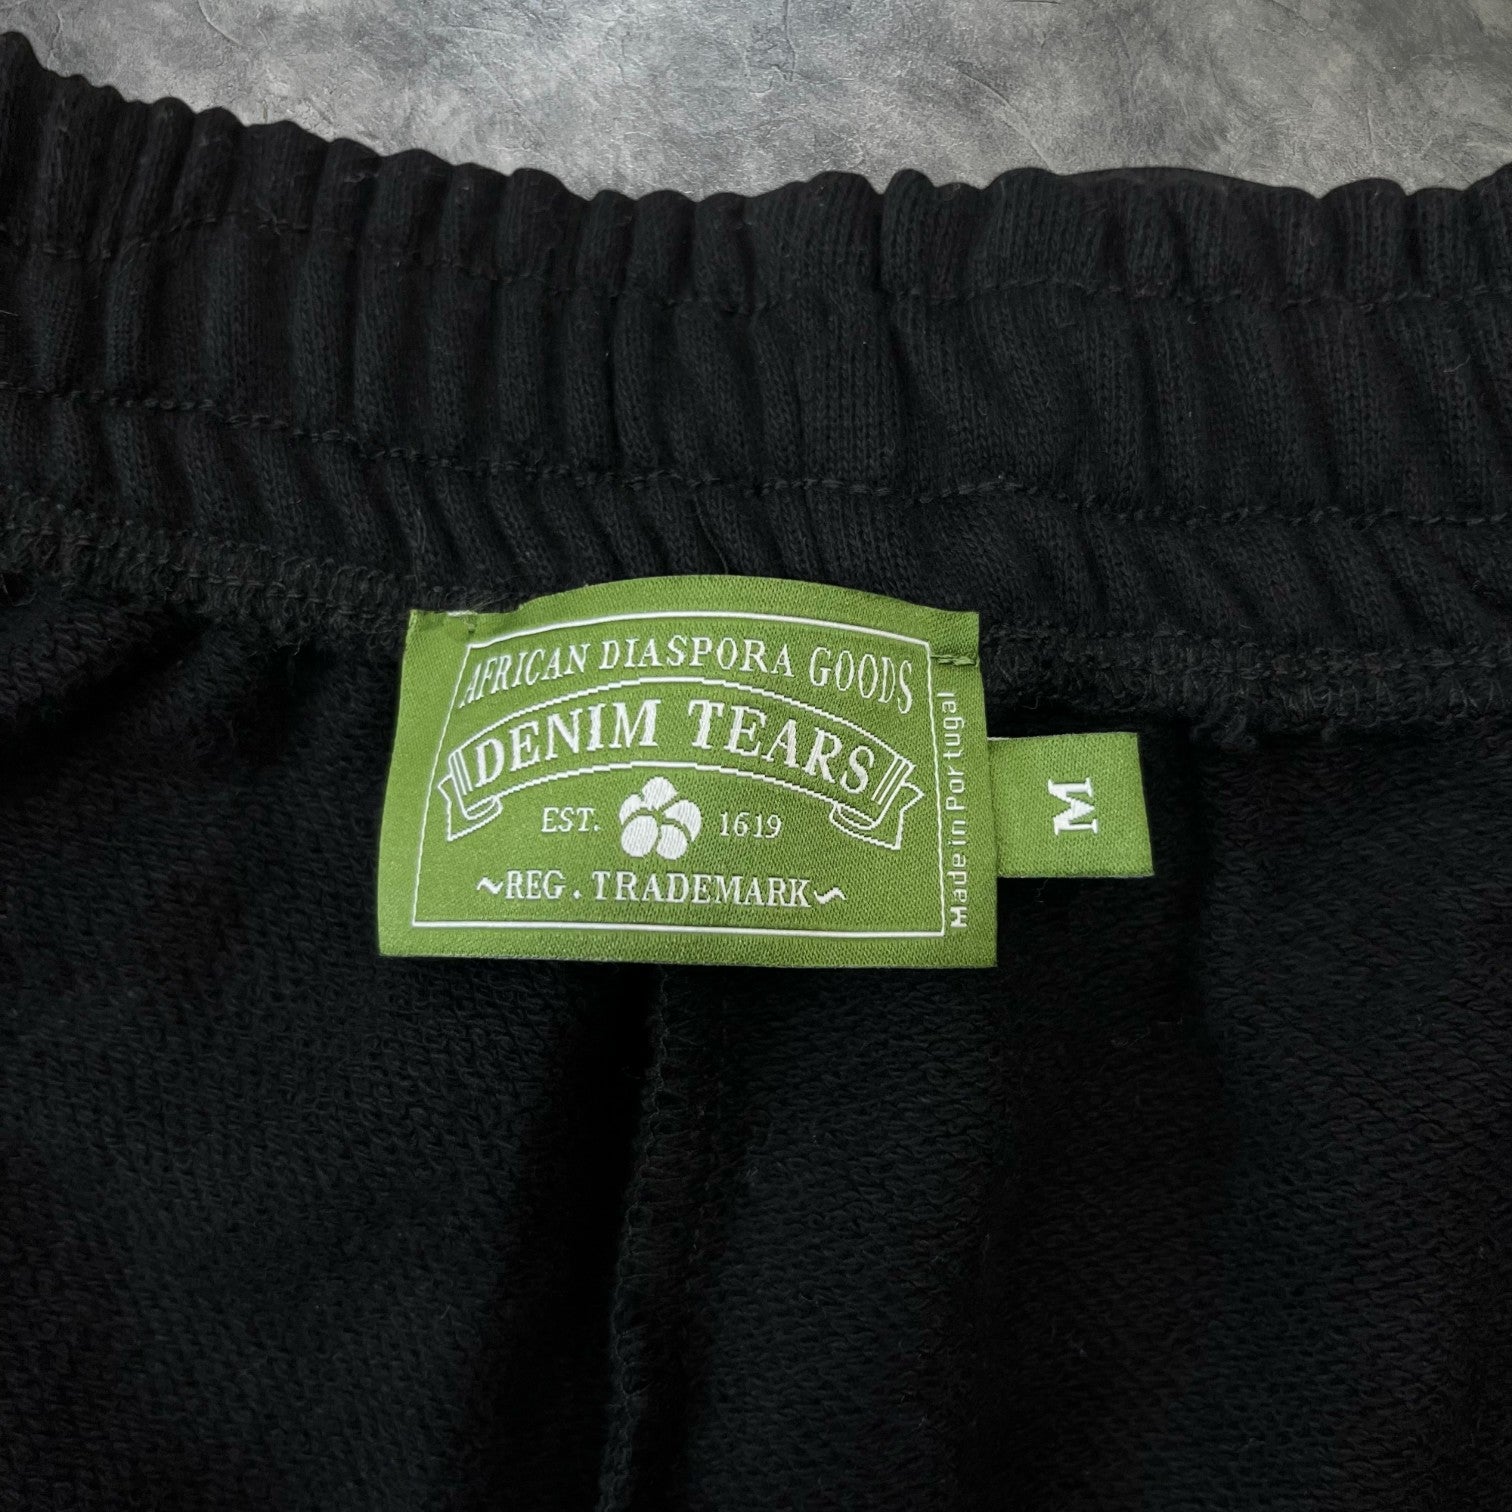 AFRICAN DIASPORA GOODS
DENIM TEARS
EST. 1619
~REG. TRADEMARK~
Made in Portugal
M